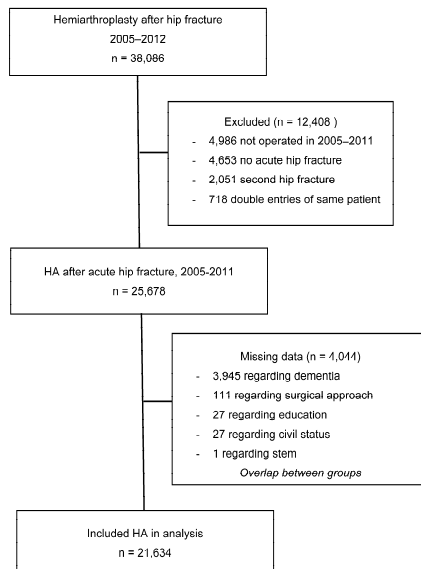 Hemiarthroplasty after hip fracture
2005–2012
n = 38,086
Excluded (n = 12,408 )
- 4,986 not operated in 2005–2011
- 4,653 no acute hip fracture
- 2,051 second hip fracture
- 718 double entries of same patient
HA after acute hip fracture, 2005-2011
n = 25,678
Missing data (n = 4,044)
- 3,945 regarding dementia
- 111 regarding surgical approach
- 27 regarding education
- 27 regarding civil status
- 1 regarding stem
Overlap between groups
Included HA in analysis
n = 21,634